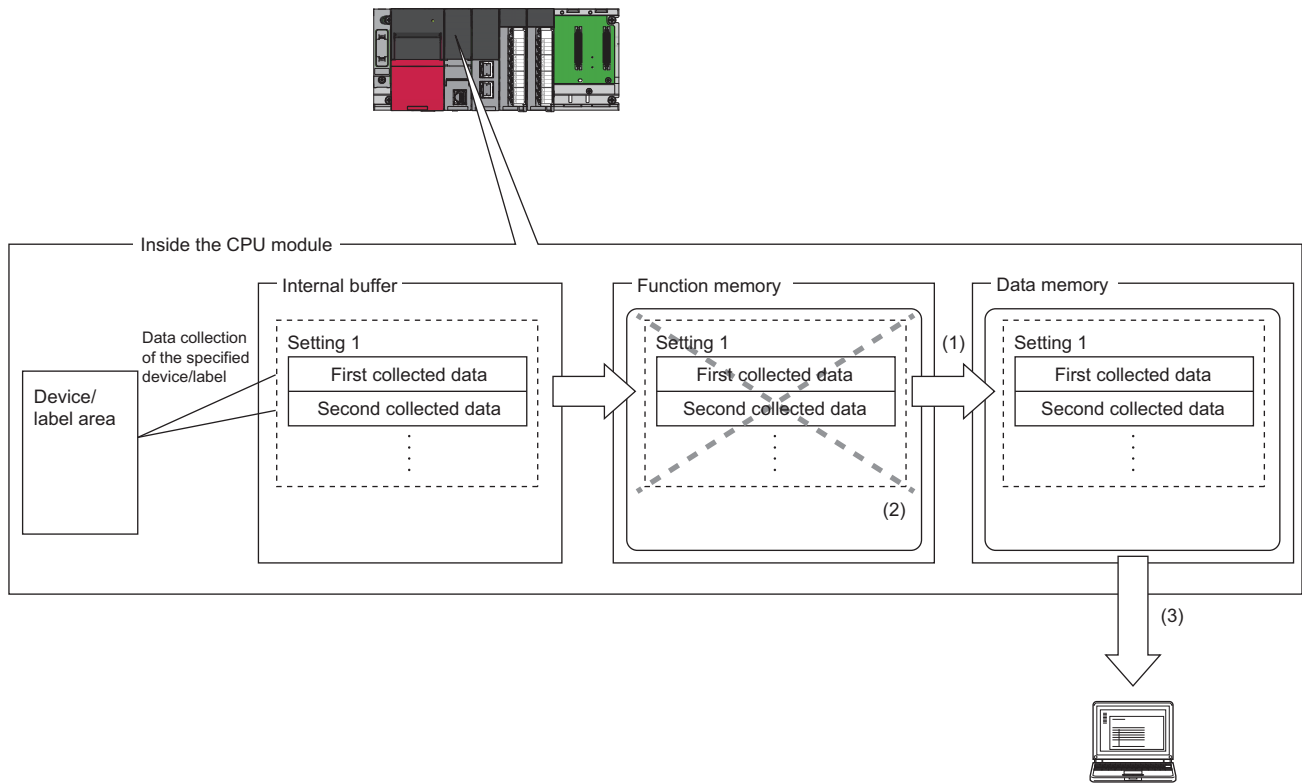 Inside the CPU module
Device/
label area
Data collection
of the specified
device/label
Internal buffer
Setting 1
First collected data
Second collected data
Function memory
Setting 1
First collected data
Second collected data
(2)
(1)
Data memory
Setting 1
First collected data
Second collected data
(3)